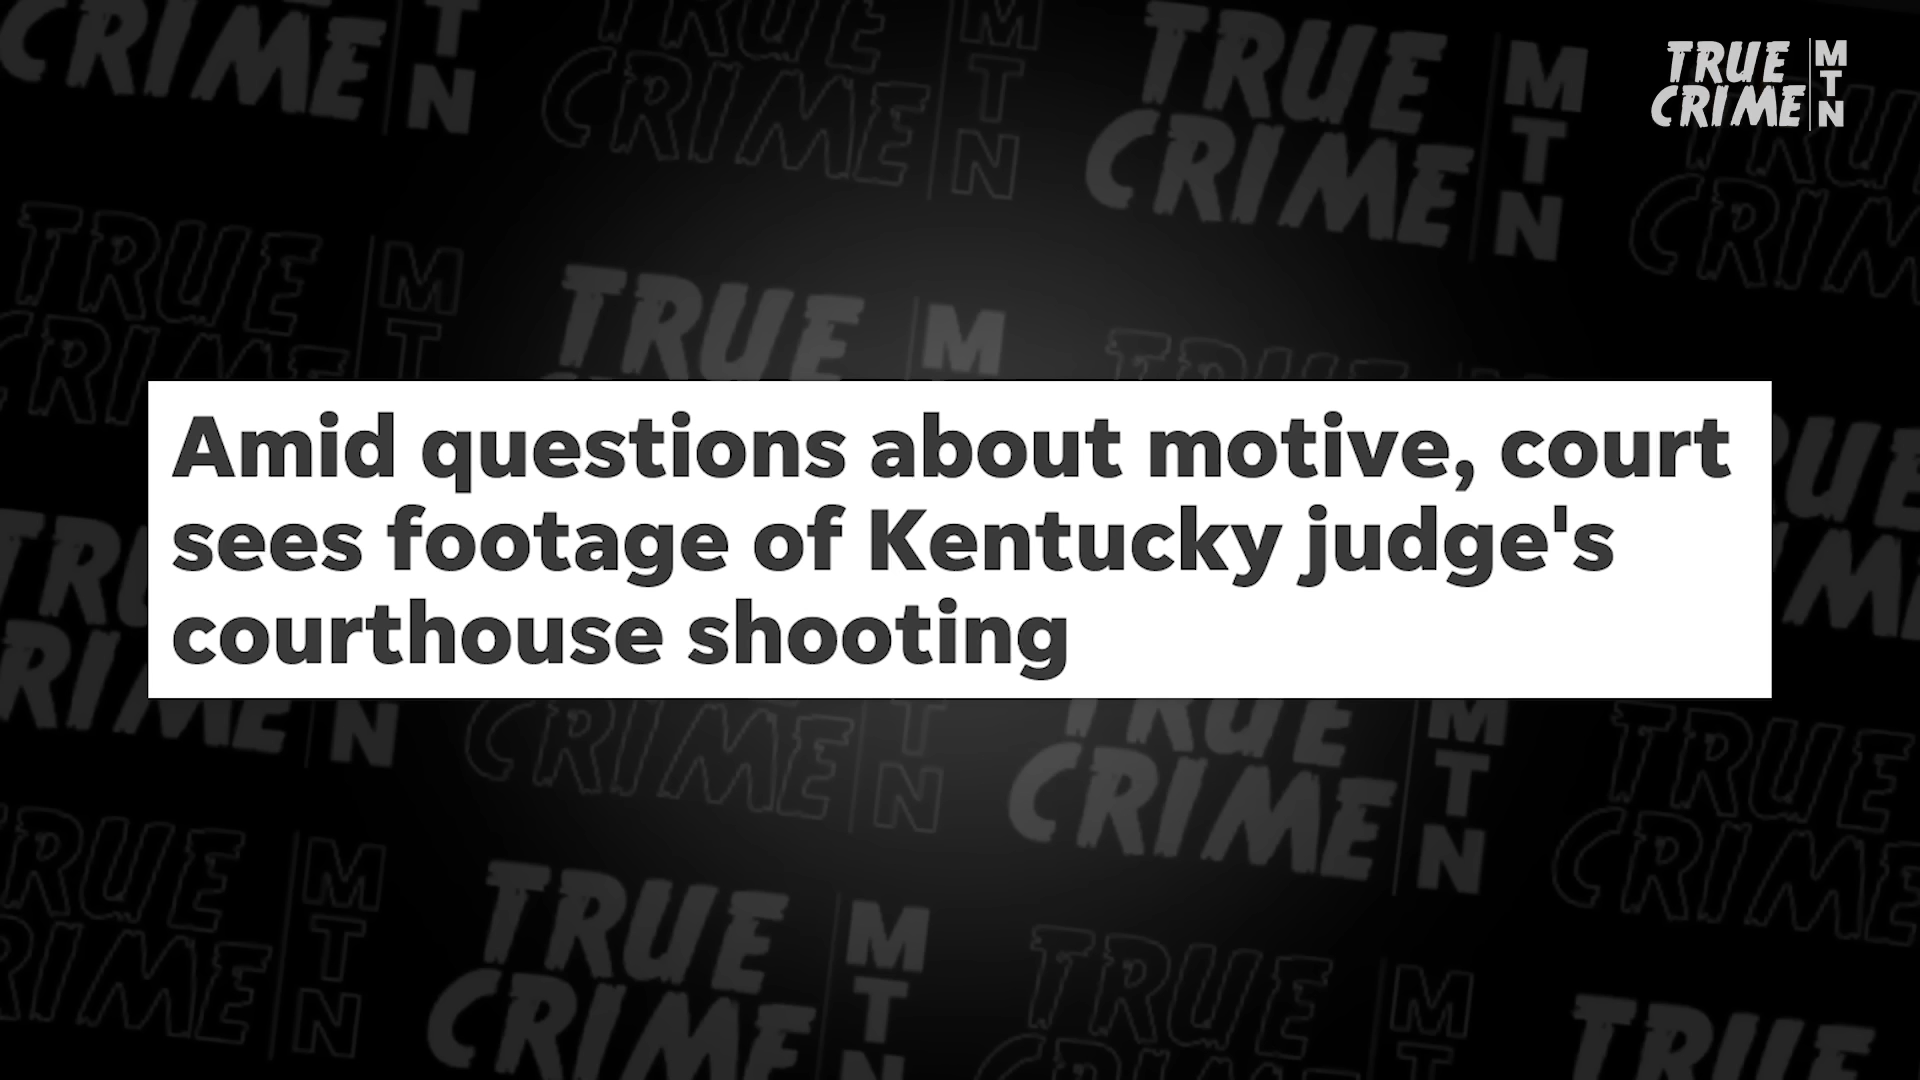 TRUE
CRIME
MTN
Amid questions about motive, court
sees footage of Kentucky judge's
courthouse shooting